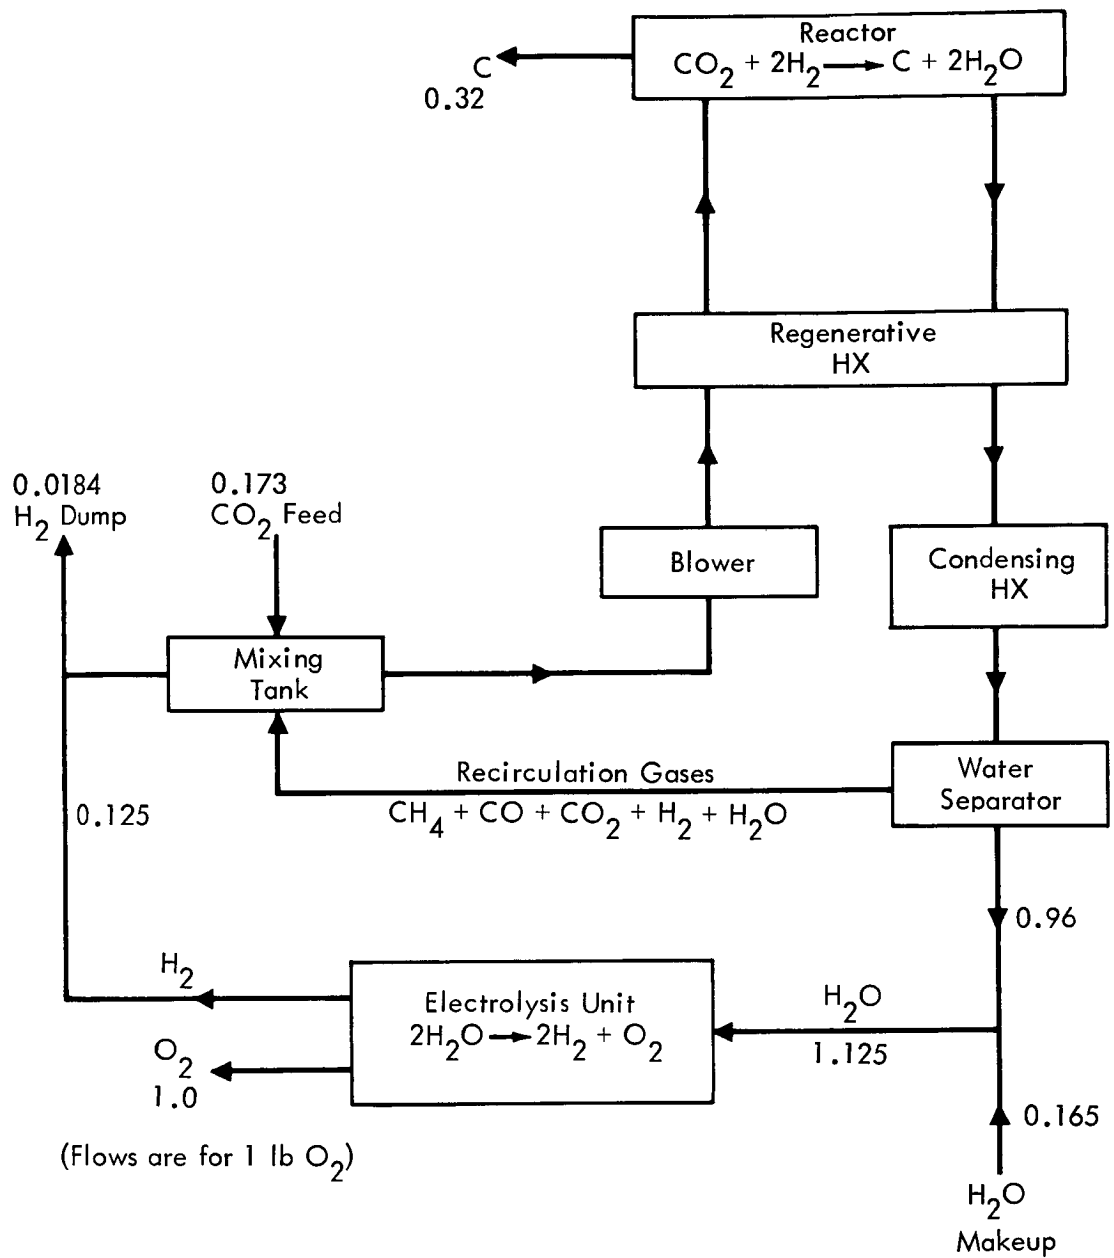 Reactor
CO2 + 2H2 → C + 2H2O
C
0.32
Regenerative
HX
0.0184
H2 Dump
0.173
CO2 Feed
Blower
Condensing
HX
Mixing
Tank
Recirculation Gases
CH4 + CO + CO2 + H2 + H2O
Water
Separator
0.125
0.96
H2
Electrolysis Unit
2H2O → 2H2 + O2
H2O
1.125
O2
1.0
0.165
(Flows are for 1 lb O2)
H2O
Makeup